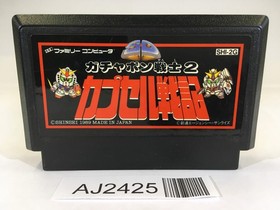 ファミリー コンピュータ
SHI-2G
ガチャポン戦士2
カプセル戦記
©SHINSEI 1989 MADE IN JAPAN
AJ2425